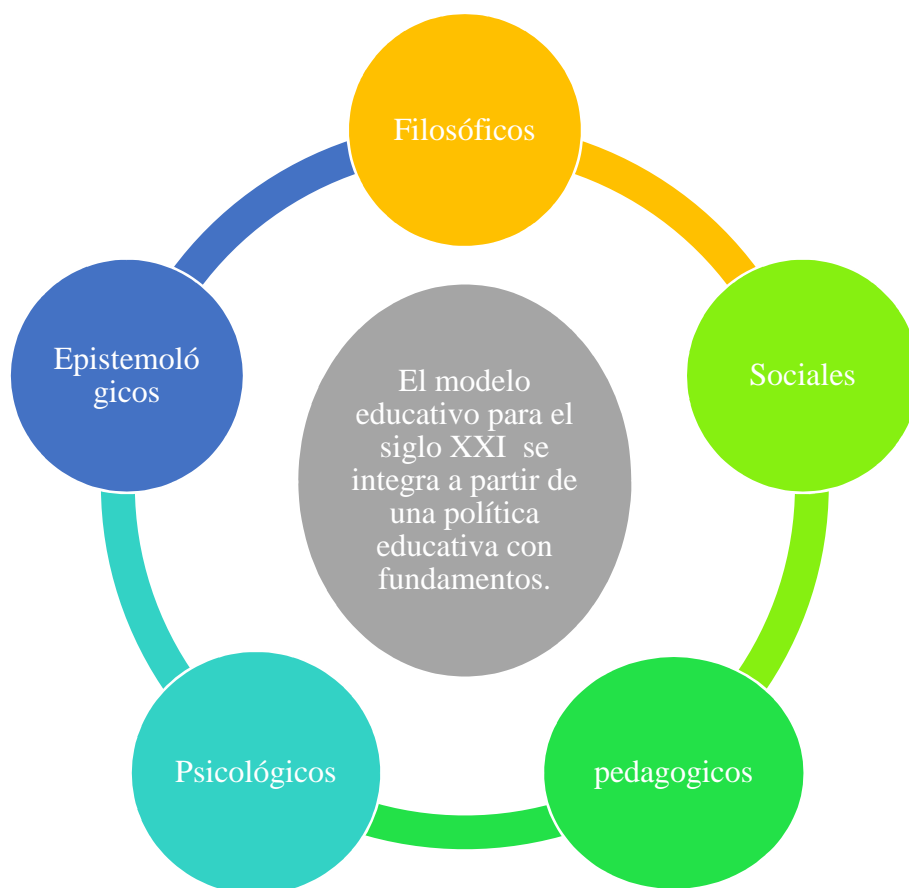 Filosóficos
Sociales
pedagogicos
Psicológicos
Epistemoló
gicos
El modelo
educativo para el
siglo XXI  se
integra a partir de
una política
educativa con
fundamentos.